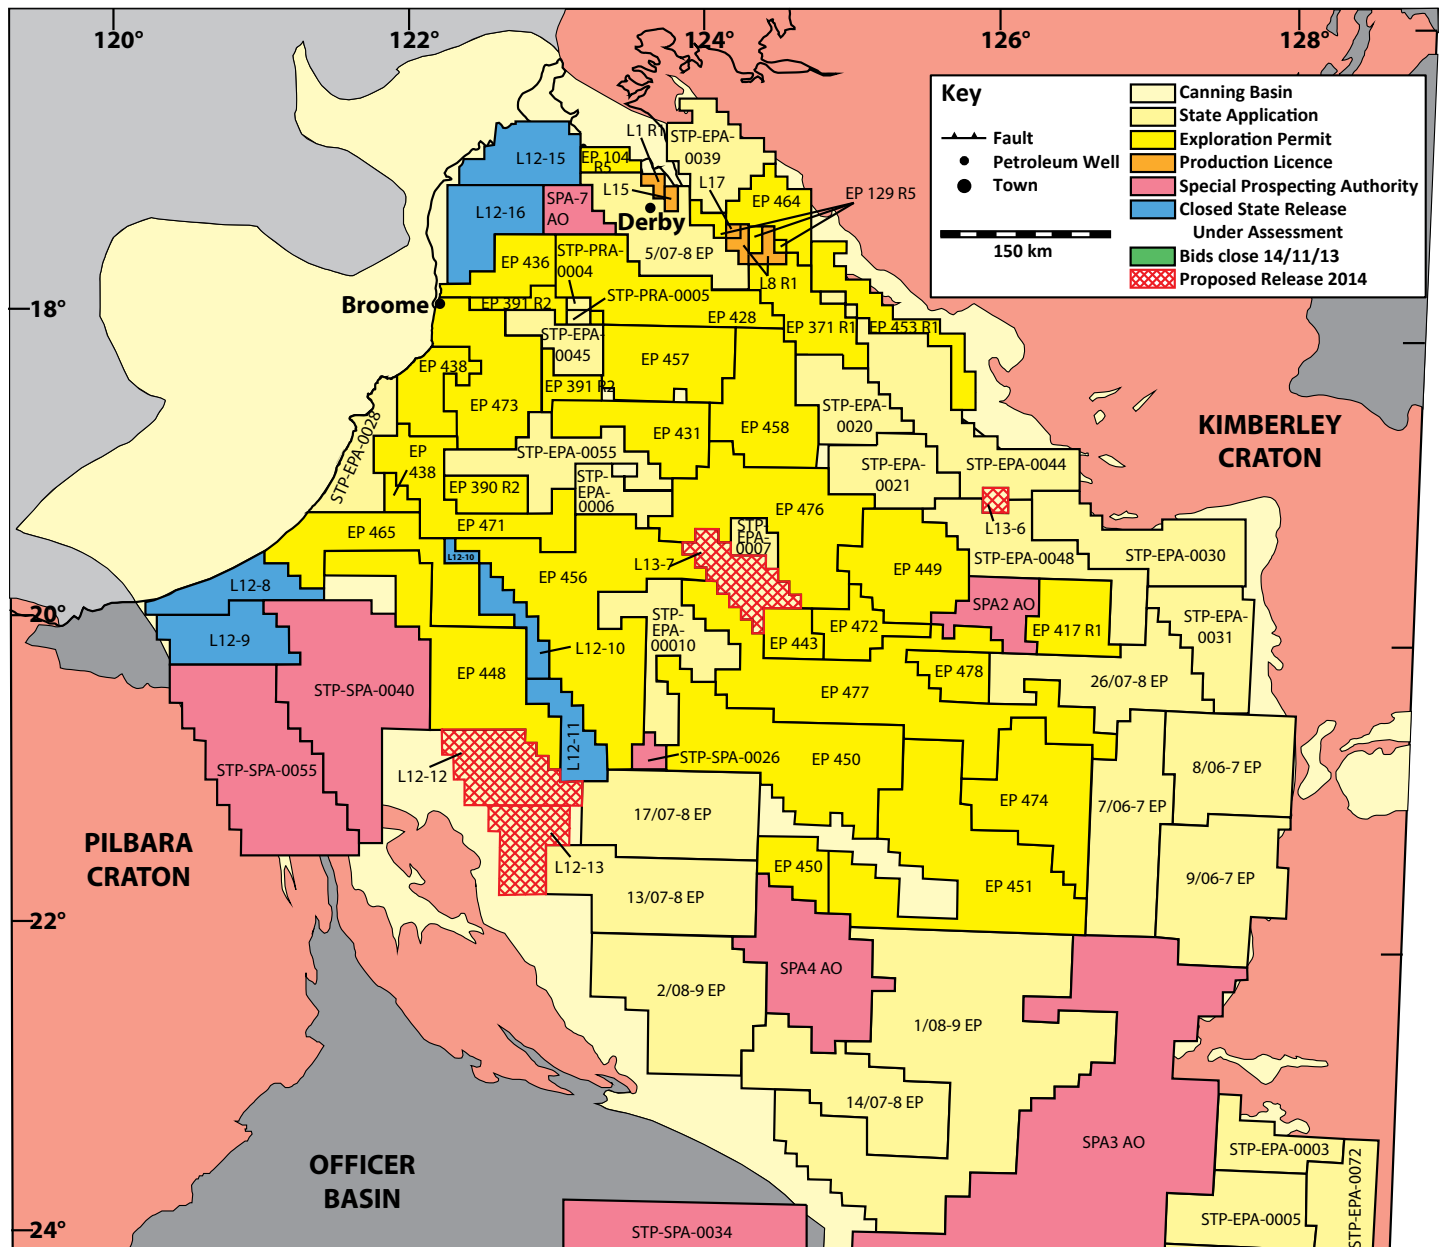 120°
122°
124°
126°
128°
18°
20°
22°
24°
Key
Fault
Petroleum Well
Town
150 km
Canning Basin
State Application
Exploration Permit
Production Licence
Special Prospecting Authority
Closed State Release
Under Assessment
Bids close 14/11/13
Proposed Release 2014
L1 R1
STP-EPA-
0039
L12-15
EP 104
R5
L15
L17
EP 464
EP 129 R5
L12-16
SPA-7
AO
Derby
5/07-8 EP
L8 R1
EP 436
STP-PRA-
0004
STP-PRA-0005
Broome
EP 391 R2
EP 428
EP 371 R1
EP 453 R1
STP-EPA-
0045
EP 457
EP 438
EP 391 R2
EP 473
STP-EPA-
0020
EP 431
EP 458
STP-EPA-0028
EP
438
STP-EPA-0055
STP-EPA-
0021
STP-EPA-0044
KIMBERLEY
CRATON
EP 390 R2
STP-
EPA-
0006
EP 476
L13-6
EP 465
EP 471
STP-
EPA-
0007
L12-10
L13-7
STP-EPA-0048
STP-EPA-0030
EP 456
EP 449
L12-8
SPA2 AO
STP-
EPA-
00010
EP 472
EP 417 R1
STP-EPA-
0031
L12-9
L12-10
EP 443
EP 448
EP 478
26/07-8 EP
STP-SPA-0040
EP 477
L12-11
STP-SPA-0026
EP 450
8/06-7 EP
STP-SPA-0055
L12-12
EP 474
7/06-7 EP
17/07-8 EP
PILBARA
CRATON
L12-13
EP 450
EP 451
9/06-7 EP
13/07-8 EP
SPA4 AO
2/08-9 EP
1/08-9 EP
14/07-8 EP
SPA3 AO
STP-EPA-0003
STP-EPA-0072
OFFICER
BASIN
STP-EPA-0005
STP-SPA-0034